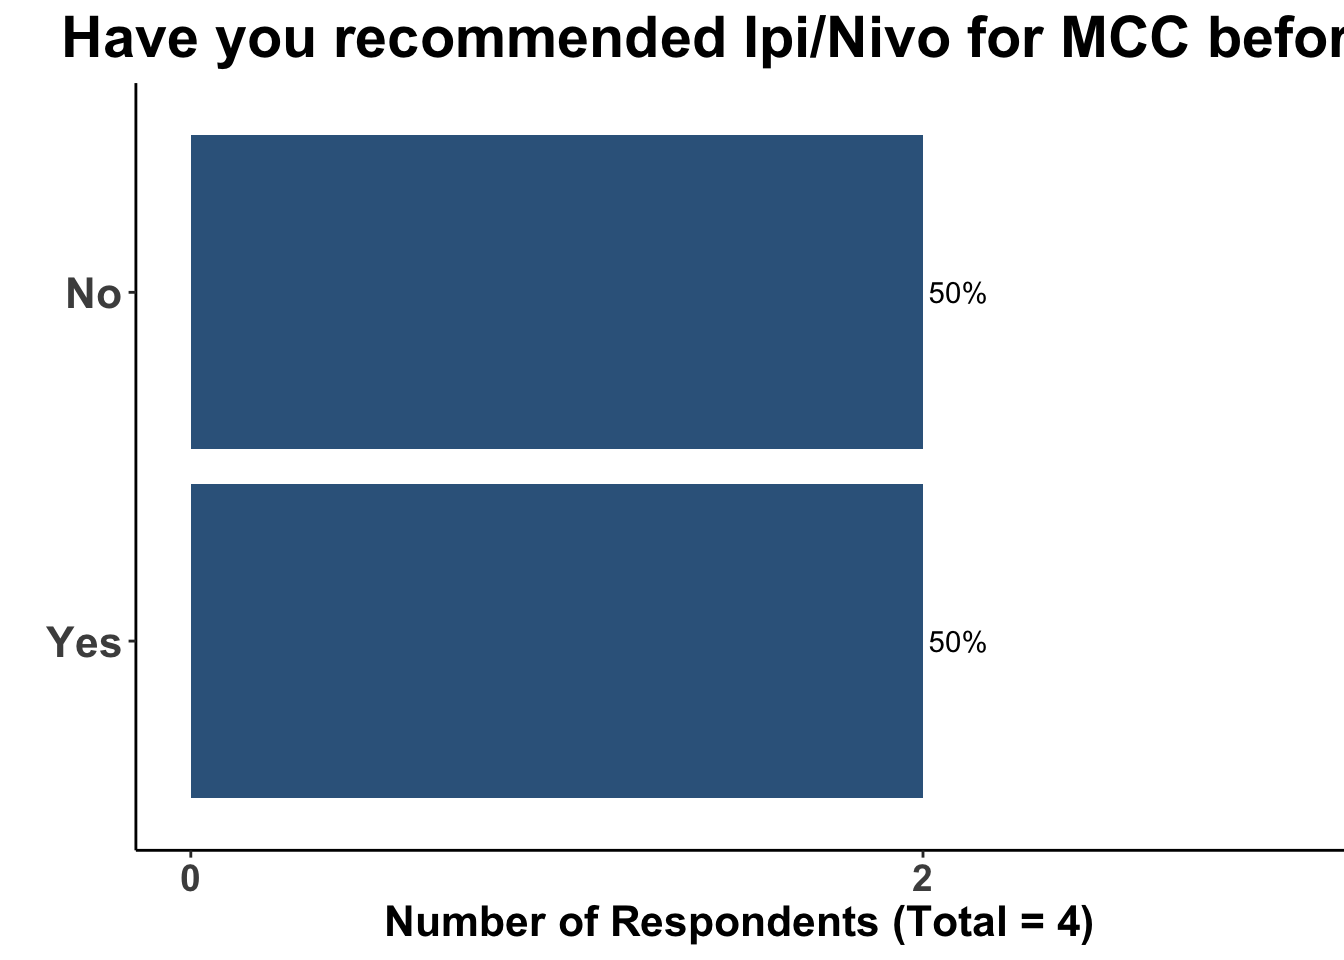 Have you recommended Ipi/Nivo for MCC befor
No
50%
Yes
50%
0
2
Number of Respondents (Total = 4)